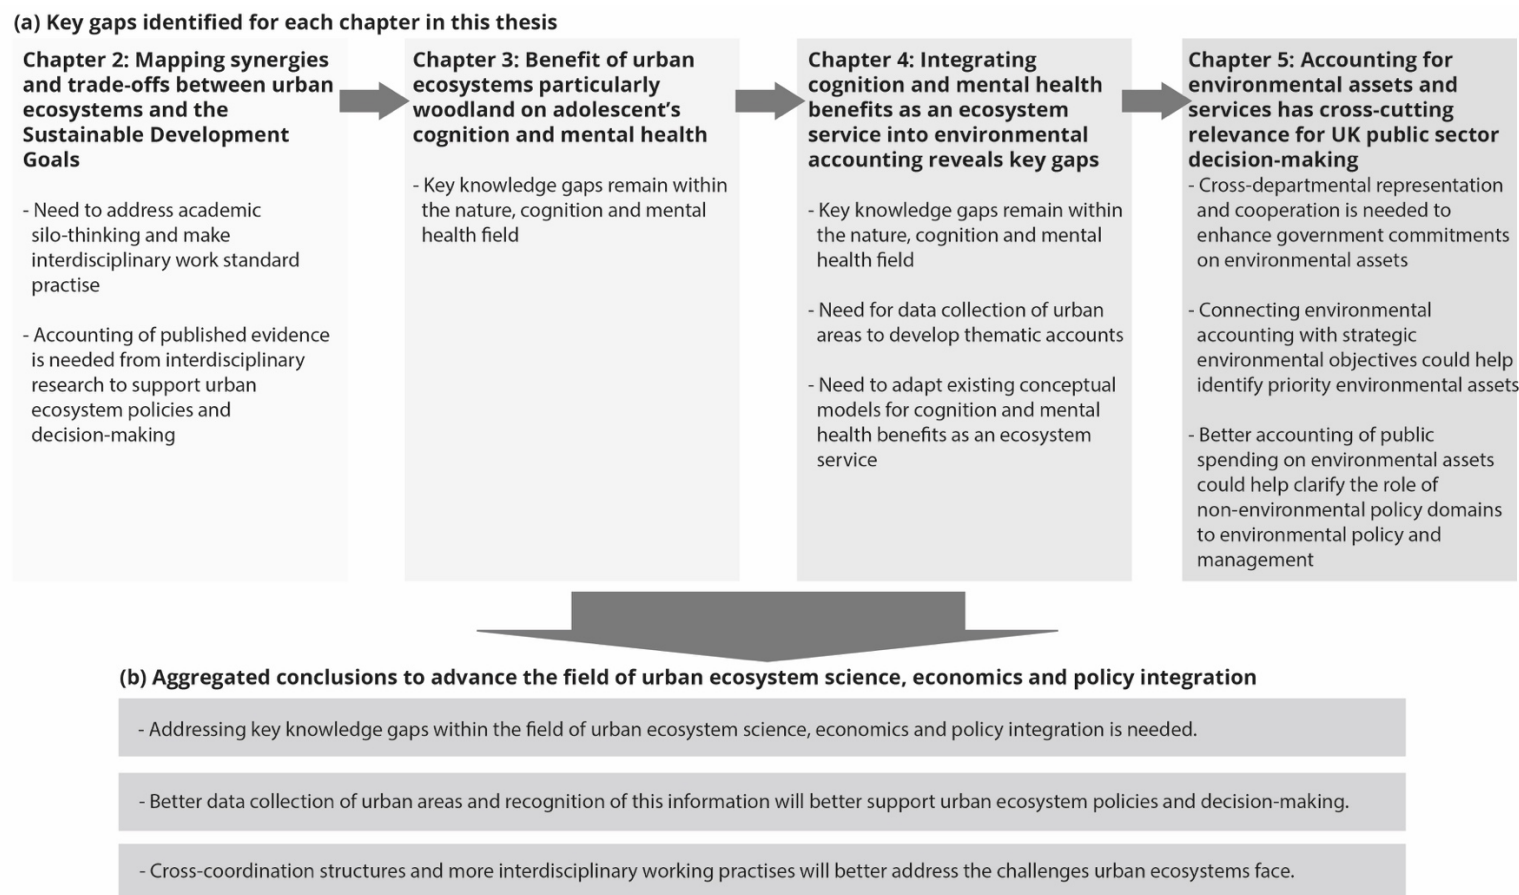 (a) Key gaps identified for each chapter in this thesis
Chapter 2: Mapping synergies
and trade-offs between urban
ecosystems and the
Sustainable Development
Goals
- Need to address academic
silo-thinking and make
interdisciplinary work standard
practise
- Accounting of published evidence
is needed from interdisciplinary
research to support urban
ecosystem policies and
decision-making
Chapter 3: Benefit of urban
ecosystems particularly
woodland on adolescent's
cognition and mental health
- Key knowledge gaps remain within
the nature, cognition and mental
health field
Chapter 4: Integrating
cognition and mental health
benefits as an ecosystem
service into environmental
accounting reveals key gaps
- Key knowledge gaps remain within
the nature, cognition and mental
health field
- Need for data collection of urban
areas to develop thematic accounts
- Need to adapt existing conceptual
models for cognition and mental
health benefits as an ecosystem
service
Chapter 5: Accounting for
environmental assets and
services has cross-cutting
relevance for UK public sector
decision-making
- Cross-departmental representation
and cooperation is needed to
enhance government commitments
on environmental assets
- Connecting environmental
accounting with strategic
environmental objectives could help
identify priority environmental assets
- Better accounting of public
spending on environmental assets
could help clarify the role of
non-environmental policy domains
to environmental policy and
management
(b) Aggregated conclusions to advance the field of urban ecosystem science, economics and policy integration
- Addressing key knowledge gaps within the field of urban ecosystem science, economics and policy integration is needed.
- Better data collection of urban areas and recognition of this information will better support urban ecosystem policies and decision-making.
- Cross-coordination structures and more interdisciplinary working practises will better address the challenges urban ecosystems face.